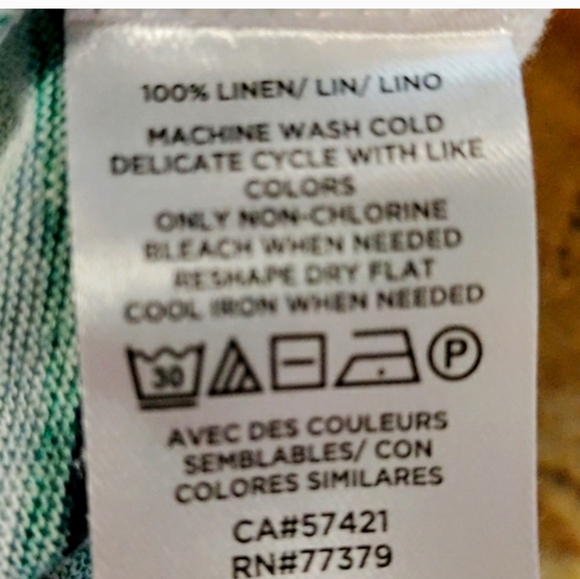 100% LINEN/ LIN/ LINO
MACHINE WASH COLD
DELICATE CYCLE WITH LIKE
COLORS
ONLY NON-CHLORINE
BLEACH WHEN NEEDED
RESHAPE DRY FLAT
COOL IRON WHEN NEEDED
30 P
AVEC DES COULEURS
SEMBLABLES/ CON
COLORES SIMILARES
CA#57421
RN#77379